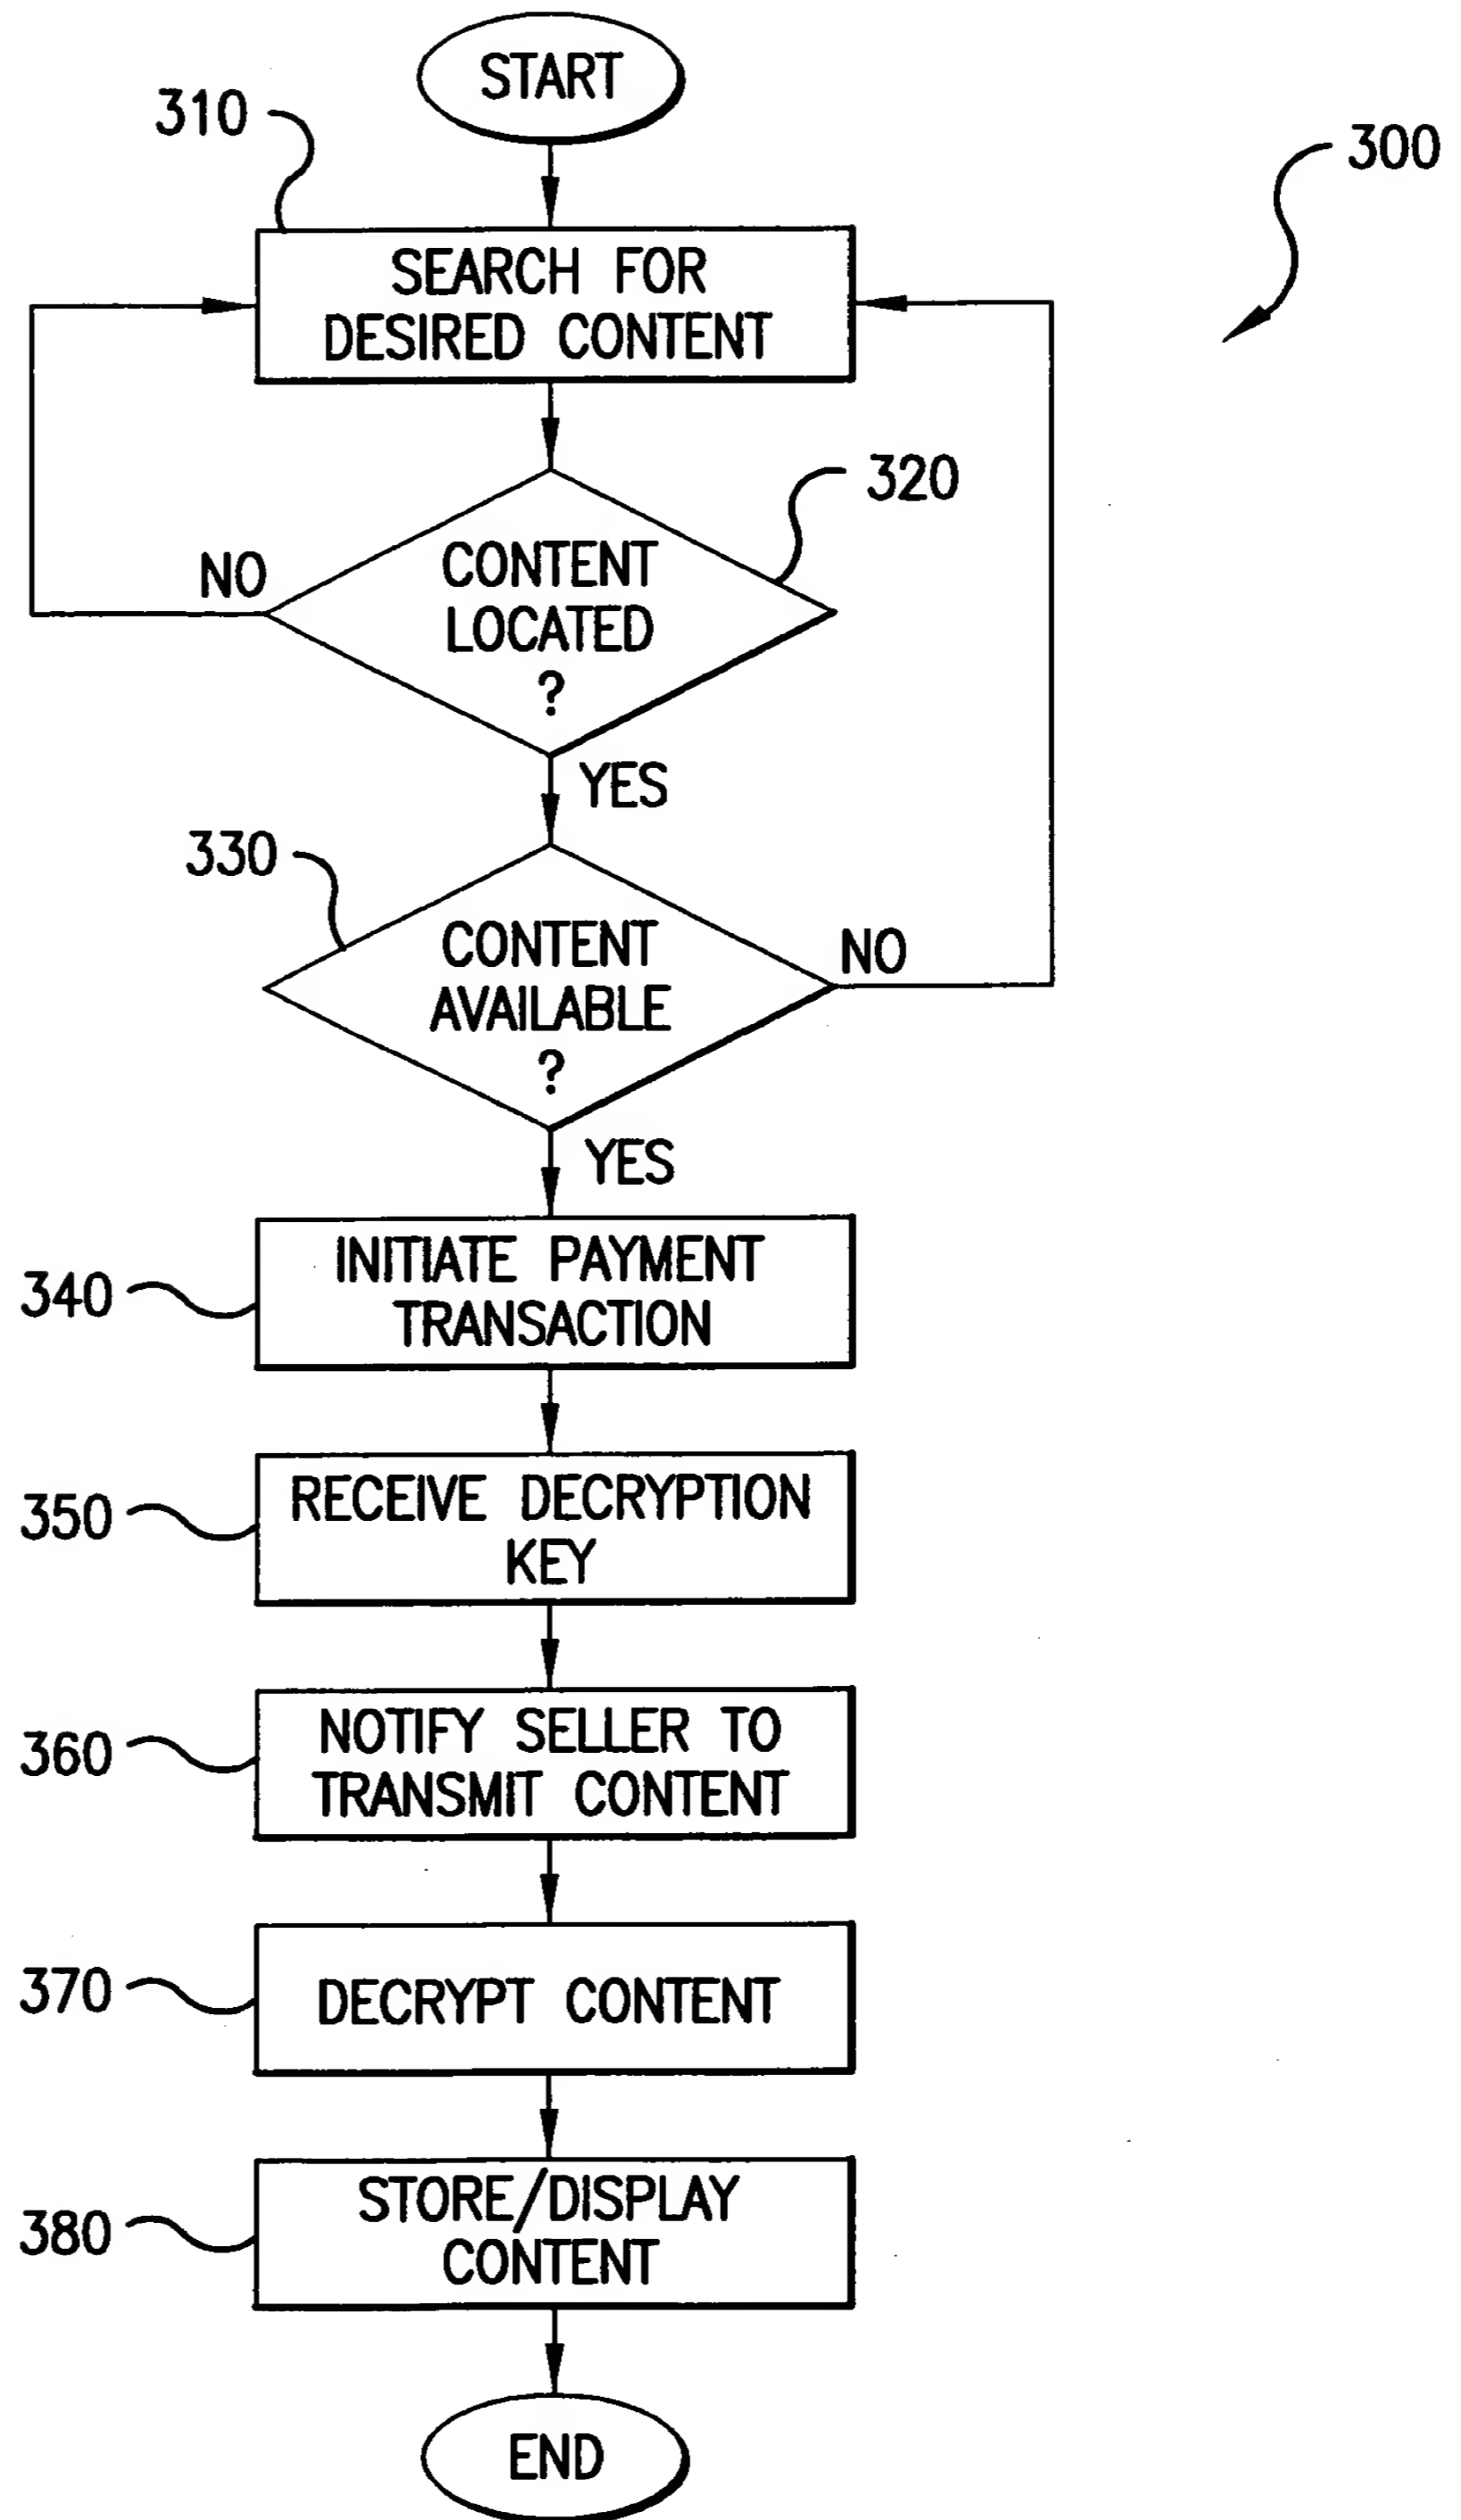 START
310
300
SEARCH FOR
DESIRED CONTENT
320
NO
CONTENT
LOCATED
?
YES
330
CONTENT
AVAILABLE
?
NO
YES
340
INITIATE PAYMENT
TRANSACTION
350
RECEIVE DECRYPTION
KEY
360
NOTIFY SELLER TO
TRANSMIT CONTENT
370
DECRYPT CONTENT
380
STORE/DISPLAY
CONTENT
END